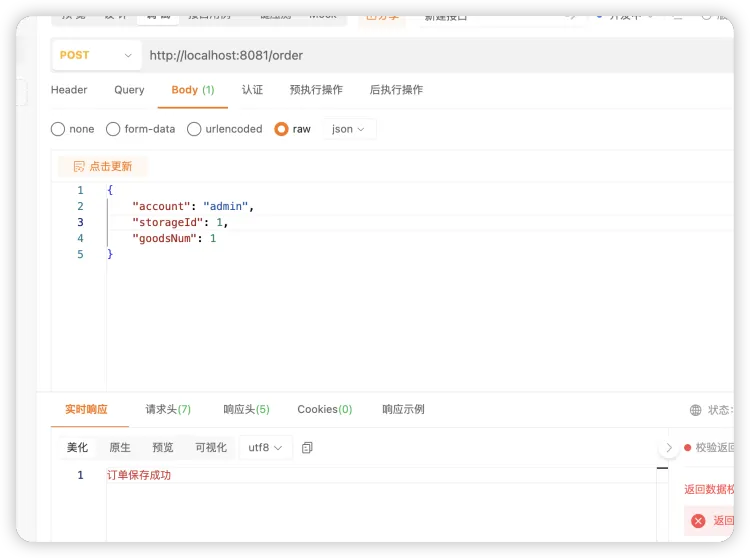 POST http://localhost:8081/order
Header Query Body (1) 认证 预执行操作 后执行操作
none form-data urlencoded raw json
点击更新
1 {
2 "account": "admin",
3 "storageId": 1,
4 "goodsNum": 1
5 }
实时响应 请求头(7) 响应头(5) Cookies(0) 响应示例 状态:
美化 原生 预览 可视化 utf8 校验返回
1 订单保存成功
返回数据校
返回